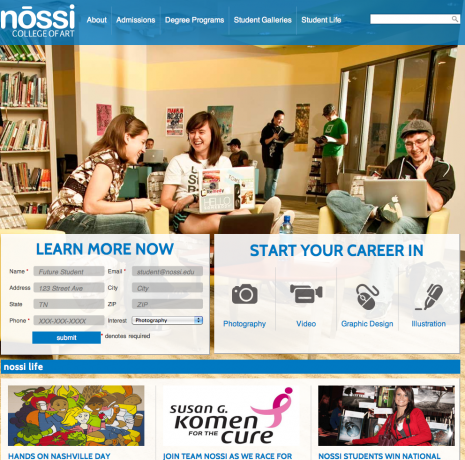 nōssi
COLLEGE OF ART
About
Admissions
Degree Programs
Student Galleries
Student Life
HELLO
LEARN MORE NOW
Name * Future Student Email * student@nossi.edu
Address 123 Street Ave City City
State TN ZIP ZIP
Phone * XXX-XXX-XXXX Interest Photography
submit * denotes required
START YOUR CAREER IN
Photography
Video
Graphic Design
Illustration
nossi life
SUSAN G.
Komen
FOR THE
cure
HANDS ON NASHVILLE DAY
JOIN TEAM NOSSI AS WE RACE FOR
NOSSI STUDENTS WIN NATIONAL